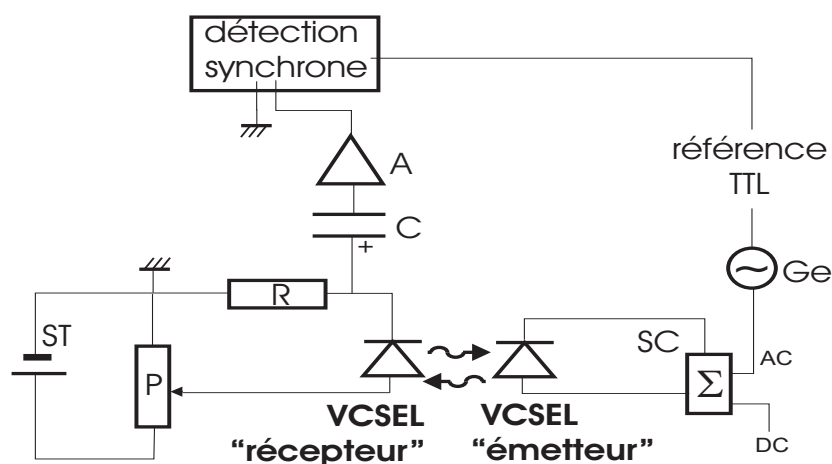 détection
synchrone
A
référence
TTL
C
+
Ge
R
ST
SC
AC
P
Σ
VCSEL
"récepteur"
VCSEL
"émetteur"
DC